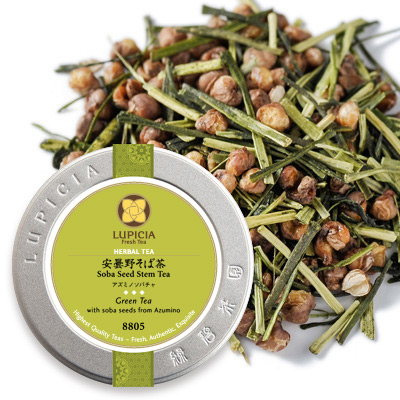 LUPICIA
LUPICIA
Fresh Tea
HERBAL TEA
安曇野そば茶
Soba Seed Stem Tea
アズミノソバチャ
Green Tea
with soba seeds from Azumino
8805
Highest Quality Teas – Fresh, Authentic, Exquisite
緑碧茶園